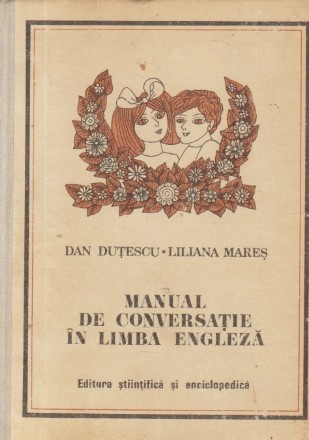 DAN DUȚESCU • LILIANA MAREȘ
MANUAL
DE CONVERSAȚIE
ÎN LIMBA ENGLEZĂ
Editura științifică și enciclopedică